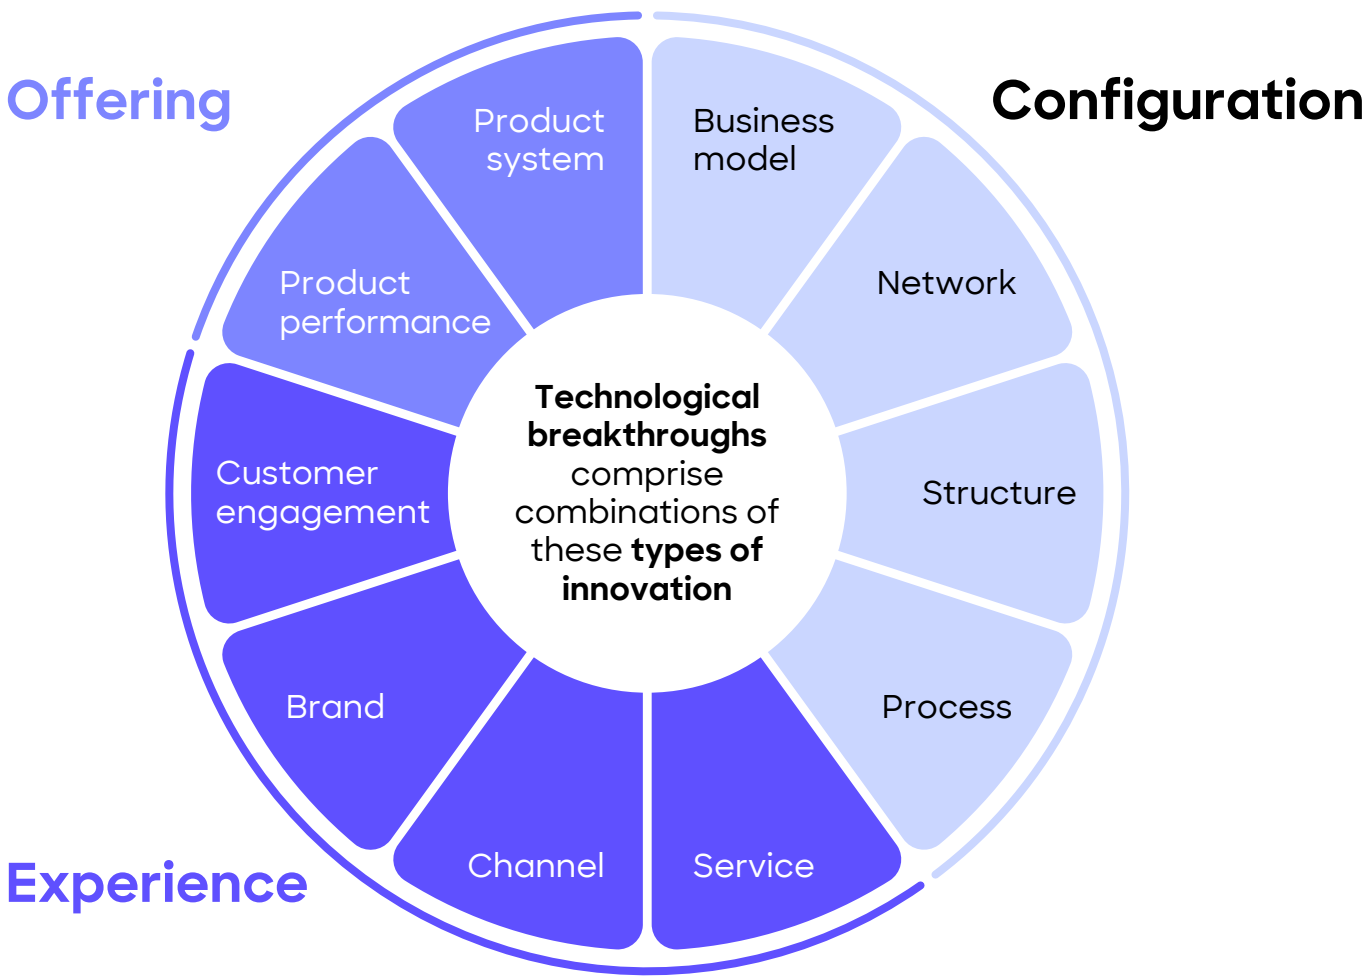 Offering
Configuration
Product
system
Business
model
Network
Structure
Process
Service
Channel
Brand
Customer
engagement
Product
performance
Technological
breakthroughs
comprise
combinations of
these types of
innovation
Experience